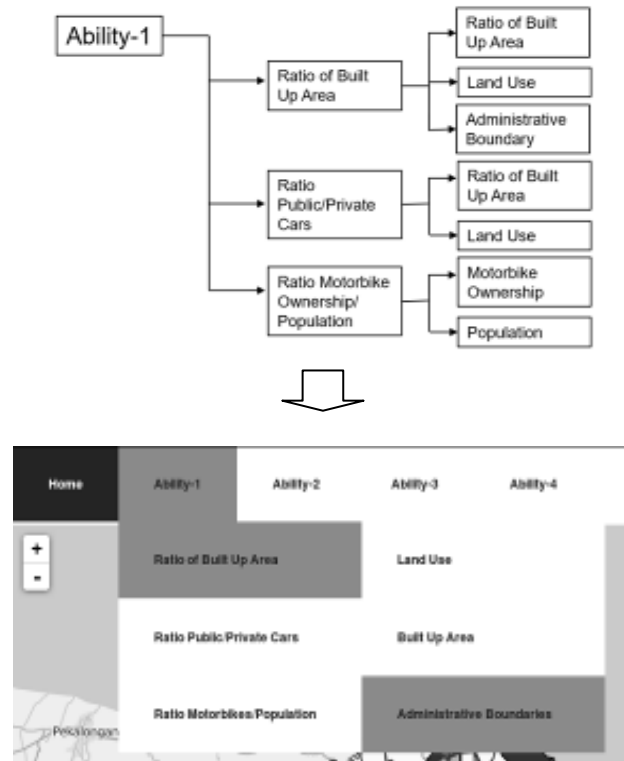 Ability-1
Ratio of Built
Up Area
Ratio of Built
Up Area
Land Use
Administrative
Boundary
Ratio
Public/Private
Cars
Ratio of Built
Up Area
Land Use
Ratio Motorbike
Ownership/
Population
Motorbike
Ownership
Population
Home Ability-1 Ability-2 Ability-3 Ability-4
+
-
Ratio of Built Up Area Land Use
Ratio Public/Private Cars Built Up Area
Ratio Motorbikes/Population Administrative Boundaries
Pekalongan